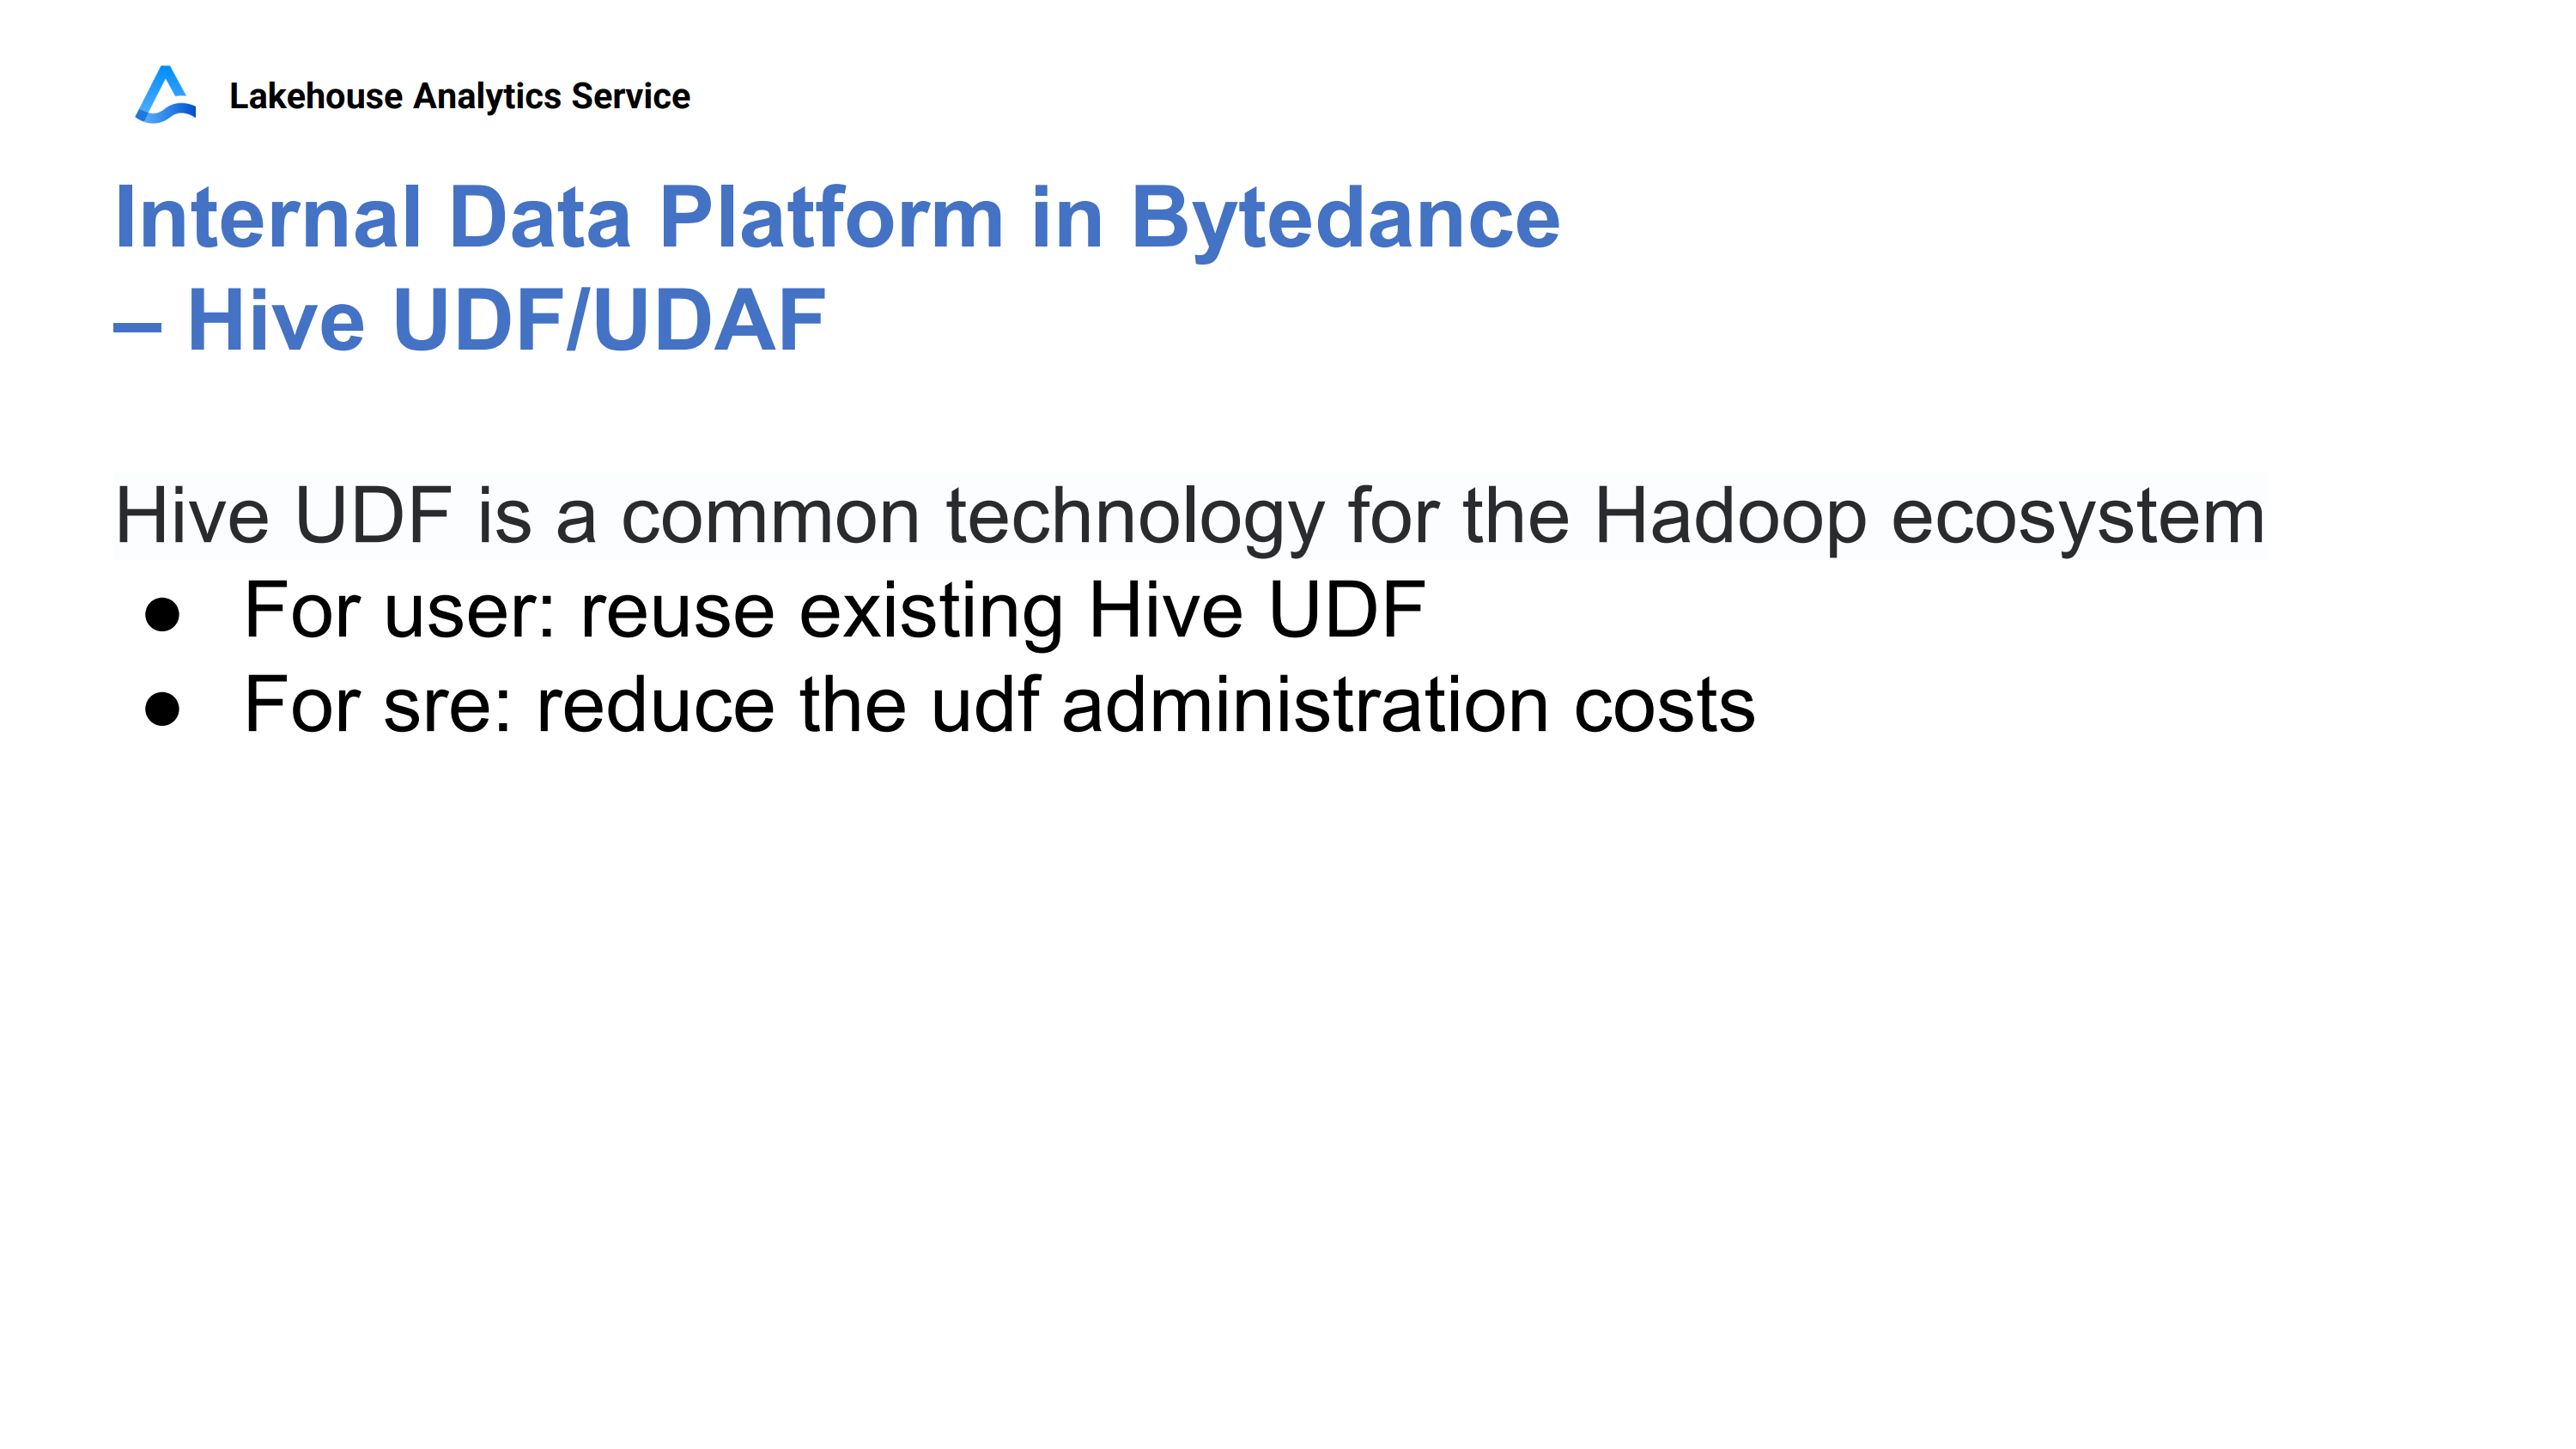 Lakehouse Analytics Service
Internal Data Platform in Bytedance
– Hive UDF/UDAF
Hive UDF is a common technology for the Hadoop ecosystem
● For user: reuse existing Hive UDF
● For sre: reduce the udf administration costs